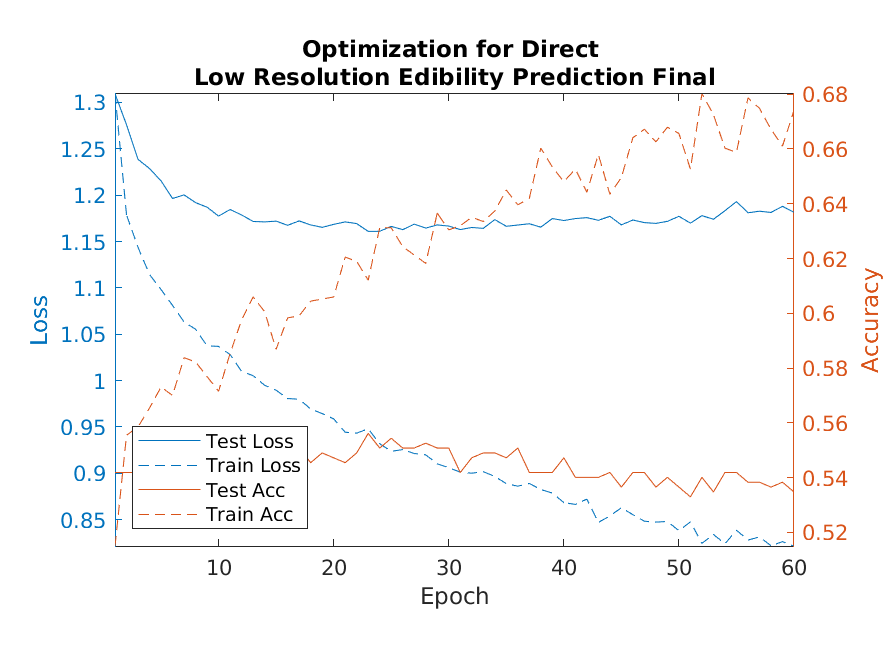 Optimization for Direct
Low Resolution Edibility Prediction Final
1.3
1.25
1.2
1.15
1.1
1.05
1
0.95
0.9
0.85
Loss
0.68
0.66
0.64
0.62
0.6
0.58
0.56
0.54
0.52
Accuracy
Test Loss
Train Loss
Test Acc
Train Acc
10
20
30
40
50
60
Epoch